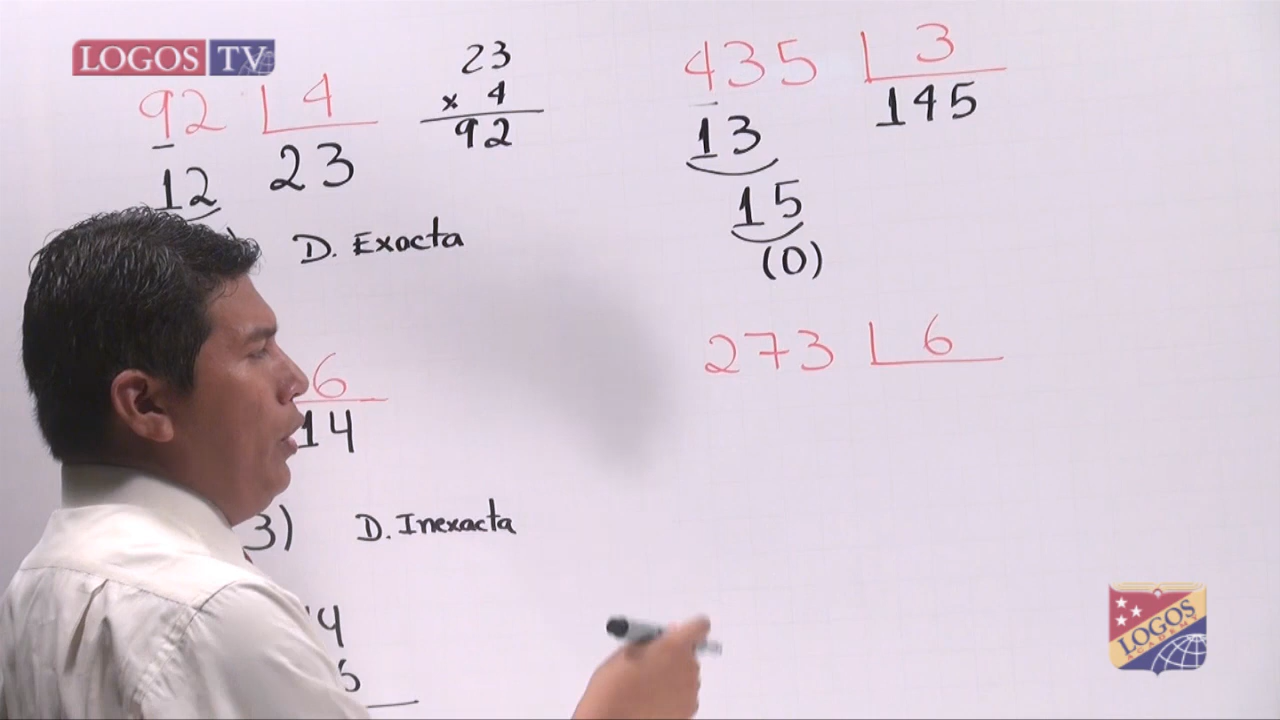 LOGOS TV
92 4
23
12
D. Exacta
23
x 4
92
6
14
3)
D. Inexacta
4
435 3
145
13
15
(0)
273 6
LOGOS
ACADEMY